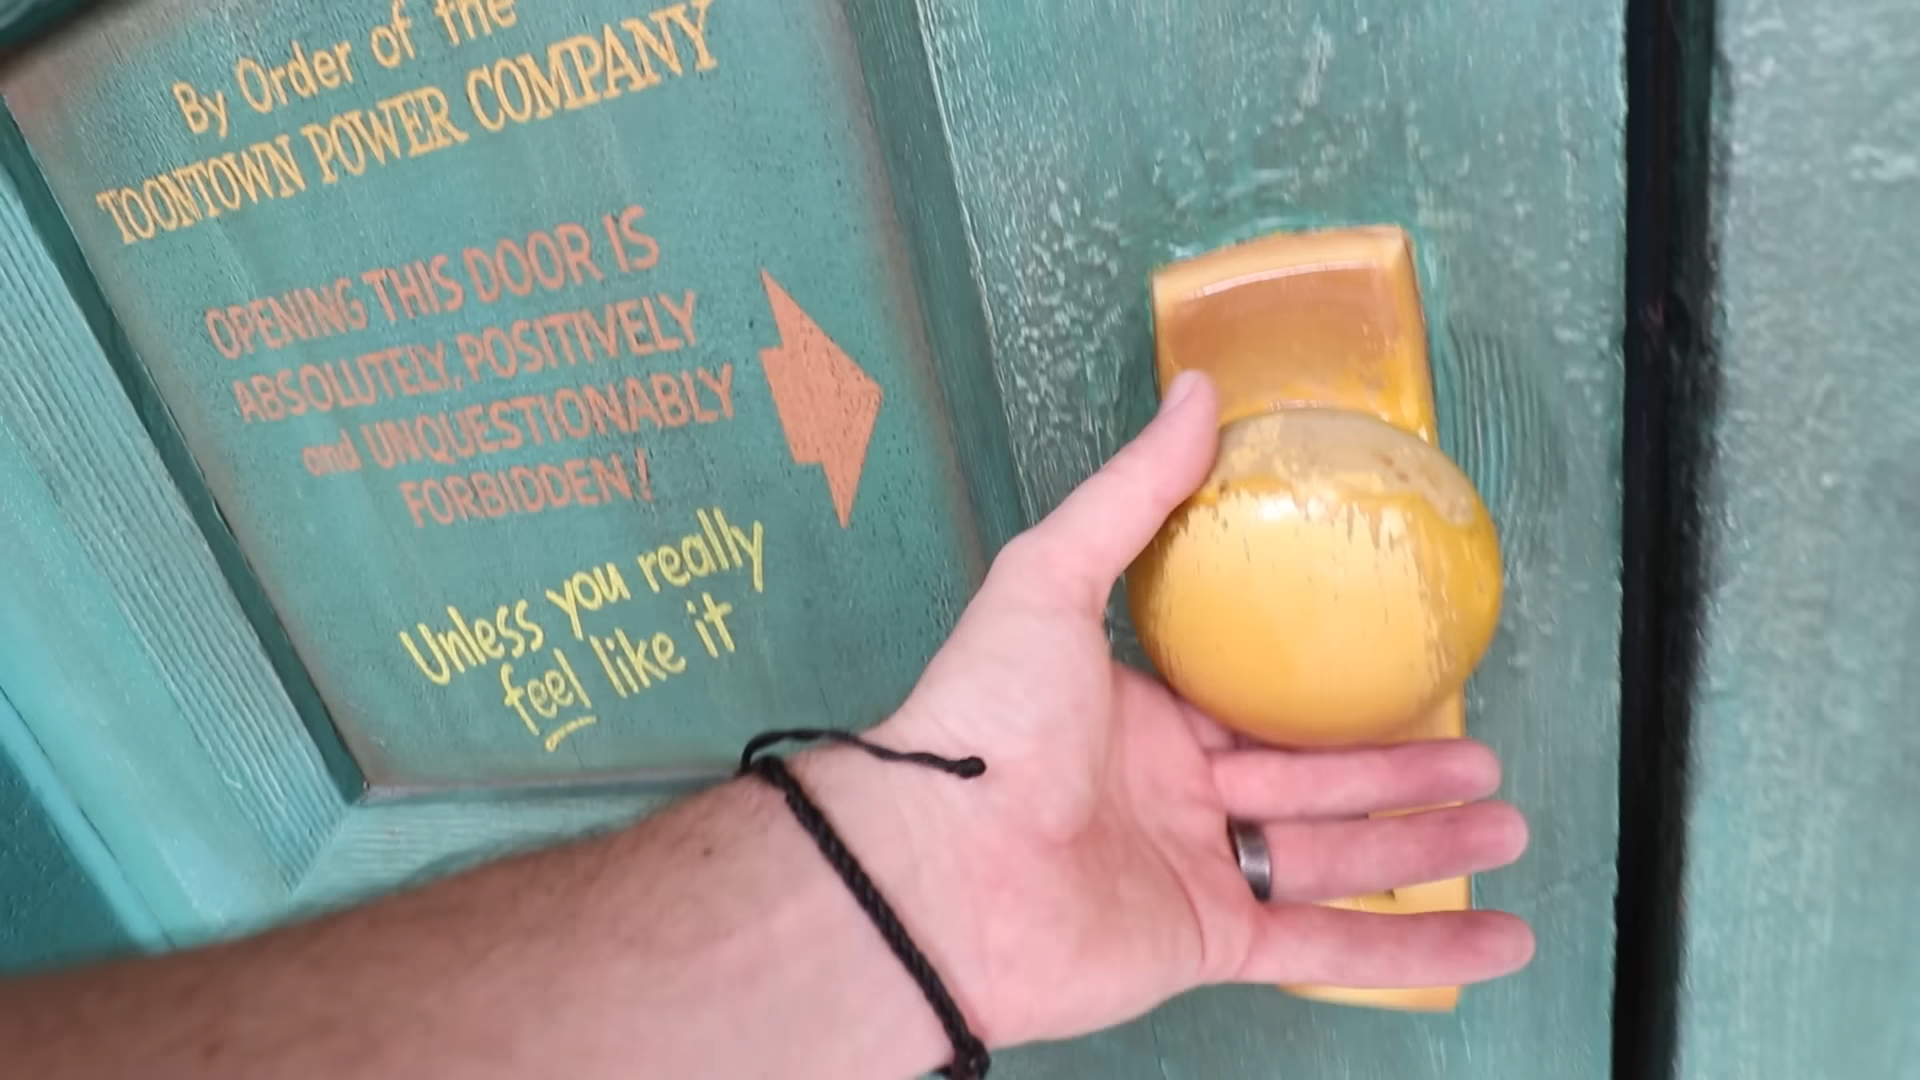 By Order of the
TOONTOWN POWER COMPANY
OPENING THIS DOOR IS
ABSOLUTELY, POSITIVELY
and UNQUESTIONABLY
FORBIDDEN!
Unless you really
feel like it